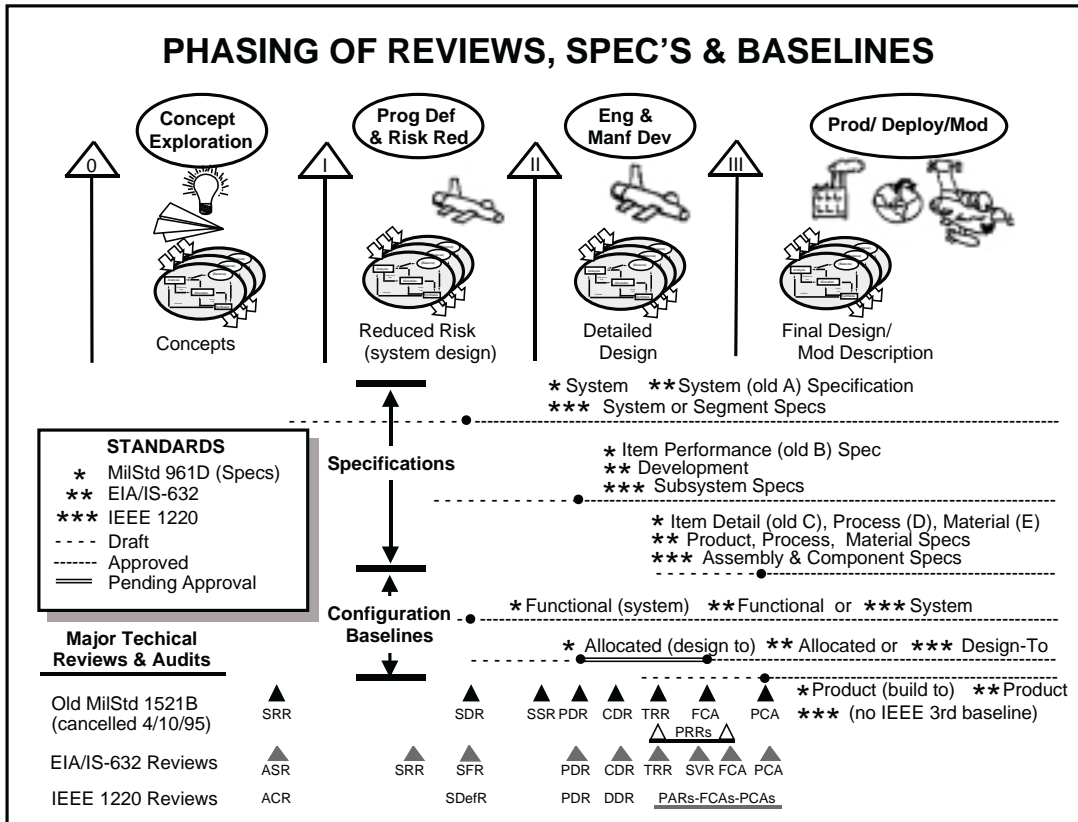 PHASING OF REVIEWS, SPEC'S & BASELINES
Concept
Exploration
Prog Def
& Risk Red
Eng &
Manf Dev
Prod/ Deploy/Mod
0
I
II
III
Concepts
Reduced Risk
(system design)
Detailed
Design
Final Design/
Mod Description
* System ** System (old A) Specification
*** System or Segment Specs
Specifications
* Item Performance (old B) Spec
** Development
*** Subsystem Specs
* Item Detail (old C), Process (D), Material (E)
** Product, Process, Material Specs
*** Assembly & Component Specs
STANDARDS
* MilStd 961D (Specs)
** EIA/IS-632
*** IEEE 1220
- - - - - Draft
--------- Approved
Pending Approval
Configuration
Baselines
* Functional (system) ** Functional or *** System
* Allocated (design to) ** Allocated or *** Design-To
Major Techical
Reviews & Audits
Old MilStd 1521B
(cancelled 4/10/95)
SRR SDR SSR PDR CDR TRR FCA PCA
* Product (build to) ** Product
*** (no IEEE 3rd baseline)
PRRs
EIA/IS-632 Reviews
ASR SRR SFR PDR CDR TRR SVR FCA PCA
IEEE 1220 Reviews
ACR SDefR PDR DDR PARs-FCAs-PCAs